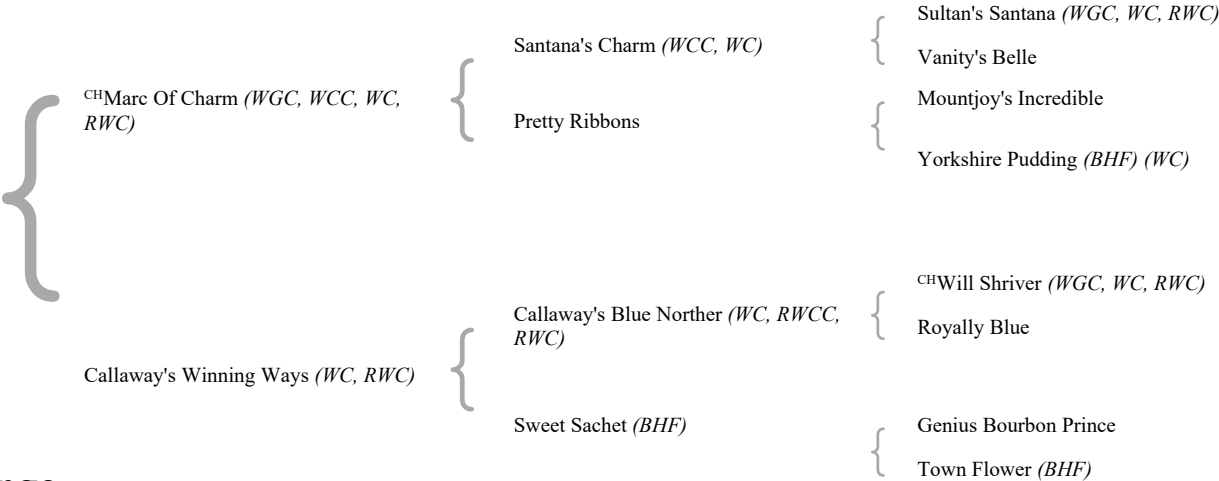 Sultan's Santana (WGC, WC, RWC)
Santana's Charm (WCC, WC)
Vanity's Belle
CHMarc Of Charm (WGC, WCC, WC,
RWC)
Mountjoy's Incredible
Pretty Ribbons
Yorkshire Pudding (BHF) (WC)
CHWill Shriver (WGC, WC, RWC)
Callaway's Blue Norther (WC, RWCC,
RWC)
Royally Blue
Callaway's Winning Ways (WC, RWC)
Sweet Sachet (BHF)
Genius Bourbon Prince
Town Flower (BHF)